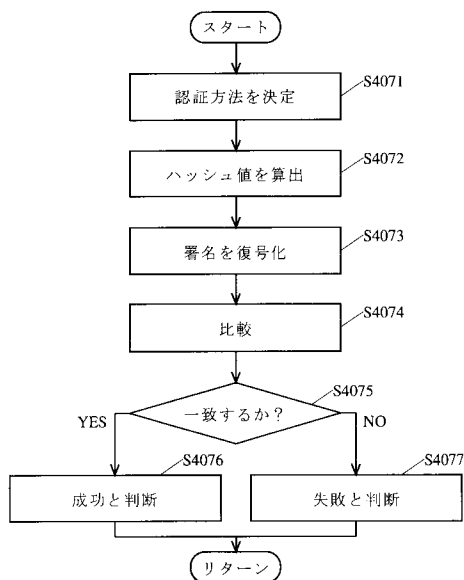 スタート
S4071
認証方法を決定
S4072
ハッシュ値を算出
S4073
署名を復号化
S4074
比較
S4075
一致するか？
YES
NO
S4076
成功と判断
S4077
失敗と判断
リターン